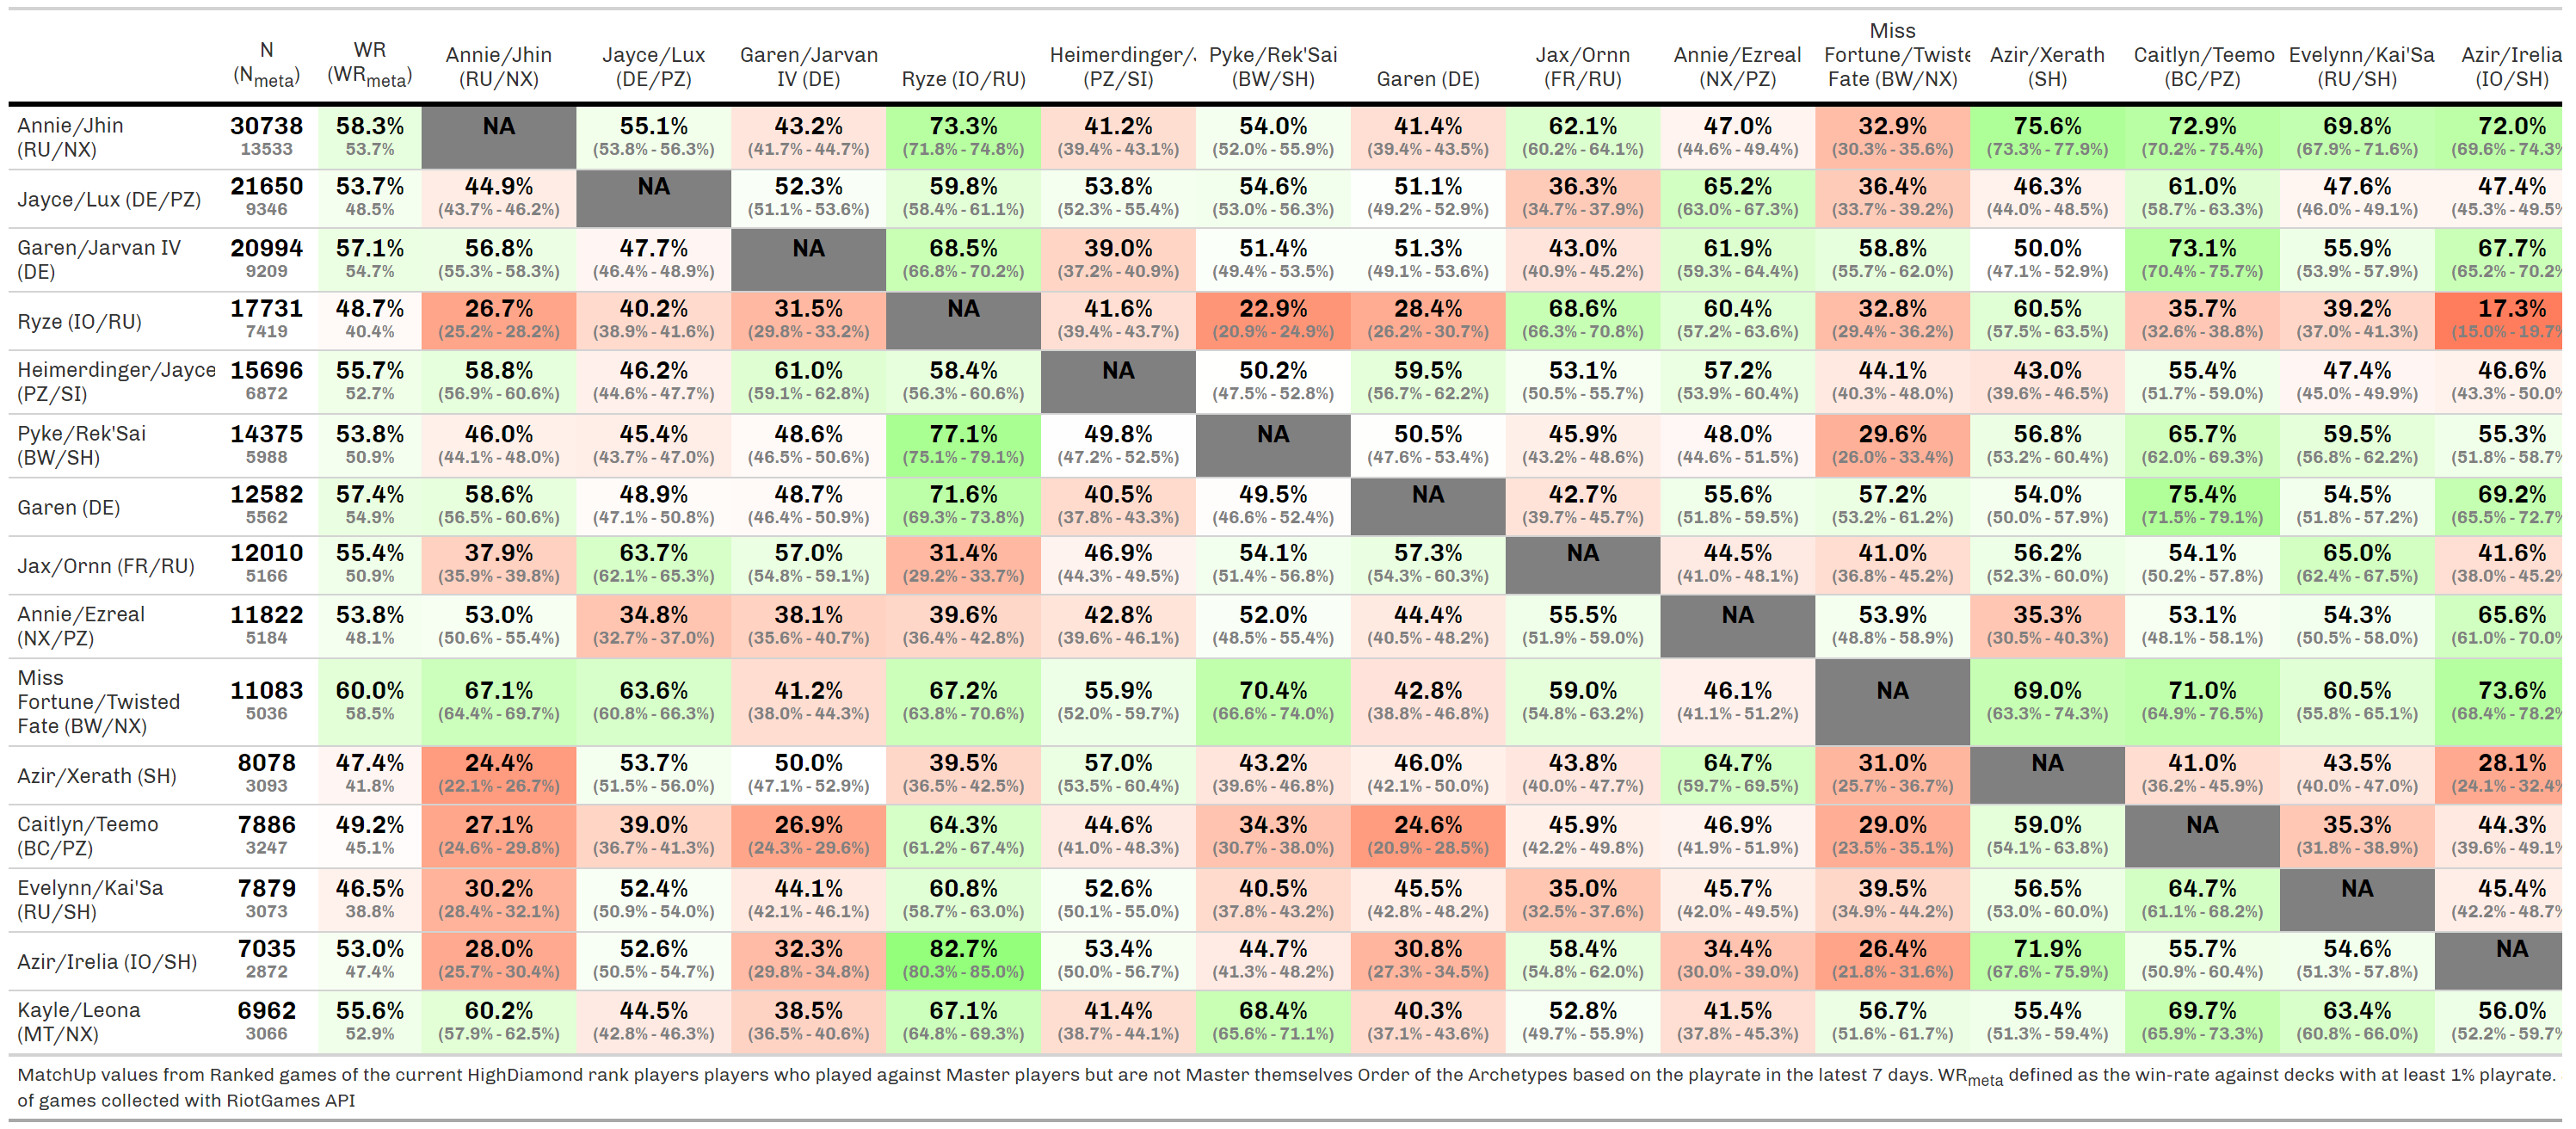 N (Nmeta) WR (WRmeta) Annie/Jhin (RU/NX) Jayce/Lux (DE/PZ) Garen/Jarvan IV (DE) Ryze (IO/RU) Heimerdinger/ (PZ/SI) Pyke/Rek'Sai (BW/SH) Garen (DE) Jax/Ornn (FR/RU) Annie/Ezreal (NX/PZ) Miss Fortune/Twiste Fate (BW/NX) Azir/Xerath (SH) Caitlyn/Teemo (BC/PZ) Evelynn/Kai'Sa (RU/SH) Azir/Irelia (IO/SH)
Annie/Jhin (RU/NX) 30738 58.3% NA 55.1% 43.2% 73.3% 41.2% 54.0% 41.4% 62.1% 47.0% 32.9% 75.6% 72.9% 69.8% 72.0%
13533 53.7% (53.8% - 56.3%) (41.7% - 44.7%) (71.8% - 74.8%) (39.4% - 43.1%) (52.0% - 55.9%) (39.4% - 43.5%) (60.2% - 64.1%) (44.6% - 49.4%) (30.3% - 35.6%) (73.3% - 77.9%) (70.2% - 75.4%) (67.9% - 71.6%) (69.6% - 74.3%
Jayce/Lux (DE/PZ) 21650 53.7% 44.9% NA 52.3% 59.8% 53.8% 54.6% 51.1% 36.3% 65.2% 36.4% 46.3% 61.0% 47.6% 47.4%
9346 48.5% (43.7% - 46.2%) (51.1% - 53.6%) (58.4% - 61.1%) (52.3% - 55.4%) (53.0% - 56.3%) (49.2% - 52.9%) (34.7% - 37.9%) (63.0% - 67.3%) (33.7% - 39.2%) (44.0% - 48.5%) (58.7% - 63.3%) (46.0% - 49.1%) (45.3% - 49.5%
Garen/Jarvan IV (DE) 20994 57.1% 56.8% 47.7% NA 68.5% 39.0% 51.4% 51.3% 43.0% 61.9% 58.8% 50.0% 73.1% 55.9% 67.7%
9209 54.7% (55.3% - 58.3%) (46.4% - 48.9%) (66.8% - 70.2%) (37.2% - 40.9%) (49.4% - 53.5%) (49.1% - 53.6%) (40.9% - 45.2%) (59.3% - 64.4%) (55.7% - 62.0%) (47.1% - 52.9%) (70.4% - 75.7%) (53.9% - 57.9%) (65.2% - 70.2%
Ryze (IO/RU) 17731 48.7% 26.7% 40.2% 31.5% NA 41.6% 22.9% 28.4% 68.6% 60.4% 32.8% 60.5% 35.7% 39.2% 17.3%
7419 40.4% (25.2% - 28.2%) (38.9% - 41.6%) (29.8% - 33.2%) (39.4% - 43.7%) (20.9% - 24.9%) (26.2% - 30.7%) (66.3% - 70.8%) (57.2% - 63.6%) (29.4% - 36.2%) (57.5% - 63.5%) (32.6% - 38.8%) (37.0% - 41.3%) (15.0% - 19.7%
Heimerdinger/Jayce (PZ/SI) 15696 55.7% 58.8% 46.2% 61.0% 58.4% NA 50.2% 59.5% 53.1% 57.2% 44.1% 43.0% 55.4% 47.4% 46.6%
6872 52.7% (56.9% - 60.6%) (44.6% - 47.7%) (59.1% - 62.8%) (56.3% - 60.6%) (47.5% - 52.8%) (56.7% - 62.2%) (50.5% - 55.7%) (53.9% - 60.4%) (40.3% - 48.0%) (39.6% - 46.5%) (51.7% - 59.0%) (45.0% - 49.9%) (43.3% - 50.0%
Pyke/Rek'Sai (BW/SH) 14375 53.8% 46.0% 45.4% 48.6% 77.1% 49.8% NA 50.5% 45.9% 48.0% 29.6% 56.8% 65.7% 59.5% 55.3%
5988 50.9% (44.1% - 48.0%) (43.7% - 47.0%) (46.5% - 50.6%) (75.1% - 79.1%) (47.2% - 52.5%) (47.6% - 53.4%) (43.2% - 48.6%) (44.6% - 51.5%) (26.0% - 33.4%) (53.2% - 60.4%) (62.0% - 69.3%) (56.8% - 62.2%) (51.8% - 58.7%
Garen (DE) 12582 57.4% 58.6% 48.9% 48.7% 71.6% 40.5% 49.5% NA 42.7% 55.6% 57.2% 54.0% 75.4% 54.5% 69.2%
5562 54.9% (56.5% - 60.6%) (47.1% - 50.8%) (46.4% - 50.9%) (69.3% - 73.8%) (37.8% - 43.3%) (46.6% - 52.4%) (39.7% - 45.7%) (51.8% - 59.5%) (53.2% - 61.2%) (50.0% - 57.9%) (71.5% - 79.1%) (51.8% - 57.2%) (65.5% - 72.7%
Jax/Ornn (FR/RU) 12010 55.4% 37.9% 63.7% 57.0% 31.4% 46.9% 54.1% 57.3% NA 44.5% 41.0% 56.2% 54.1% 65.0% 41.6%
5166 50.9% (35.9% - 39.8%) (62.1% - 65.3%) (54.8% - 59.1%) (29.2% - 33.7%) (44.3% - 49.5%) (51.4% - 56.8%) (54.3% - 60.3%) (41.0% - 48.1%) (36.8% - 45.2%) (52.3% - 60.0%) (50.2% - 57.8%) (62.4% - 67.5%) (38.0% - 45.2%
Annie/Ezreal (NX/PZ) 11822 53.8% 53.0% 34.8% 38.1% 39.6% 42.8% 52.0% 44.4% 55.5% NA 53.9% 35.3% 53.1% 54.3% 65.6%
5184 48.1% (50.6% - 55.4%) (32.7% - 37.0%) (35.6% - 40.7%) (36.4% - 42.8%) (39.6% - 46.1%) (48.5% - 55.4%) (40.5% - 48.2%) (51.9% - 59.0%) (48.8% - 58.9%) (30.5% - 40.3%) (48.1% - 58.1%) (50.5% - 58.0%) (61.0% - 70.0%
Miss Fortune/Twisted Fate (BW/NX) 11083 60.0% 67.1% 63.6% 41.2% 67.2% 55.9% 70.4% 42.8% 59.0% 46.1% NA 69.0% 71.0% 60.5% 73.6%
5036 58.5% (64.4% - 69.7%) (60.8% - 66.3%) (38.0% - 44.3%) (63.8% - 70.6%) (52.0% - 59.7%) (66.6% - 74.0%) (38.8% - 46.8%) (54.8% - 63.2%) (41.1% - 51.2%) (63.3% - 74.3%) (64.9% - 76.5%) (55.8% - 65.1%) (68.4% - 78.2%
Azir/Xerath (SH) 8078 47.4% 24.4% 53.7% 50.0% 39.5% 57.0% 43.2% 46.0% 43.8% 64.7% 31.0% NA 41.0% 43.5% 28.1%
3093 41.8% (22.1% - 26.7%) (51.5% - 56.0%) (47.1% - 52.9%) (36.5% - 42.5%) (53.5% - 60.4%) (39.6% - 46.8%) (42.1% - 50.0%) (40.0% - 47.7%) (59.7% - 69.5%) (25.7% - 36.7%) (36.2% - 45.9%) (40.0% - 47.0%) (24.1% - 32.4%
Caitlyn/Teemo (BC/PZ) 7886 49.2% 27.1% 39.0% 26.9% 64.3% 44.6% 34.3% 24.6% 45.9% 46.9% 29.0% 59.0% NA 35.3% 44.3%
3247 45.1% (24.6% - 29.8%) (36.7% - 41.3%) (24.3% - 29.6%) (61.2% - 67.4%) (41.0% - 48.3%) (30.7% - 38.0%) (20.9% - 28.5%) (42.2% - 49.8%) (41.9% - 51.9%) (23.5% - 35.1%) (54.1% - 63.8%) (31.8% - 38.9%) (39.6% - 49.1%
Evelynn/Kai'Sa (RU/SH) 7879 46.5% 30.2% 52.4% 44.1% 60.8% 52.6% 40.5% 45.5% 35.0% 45.7% 39.5% 56.5% 64.7% NA 45.4%
3073 38.8% (28.4% - 32.1%) (50.9% - 54.0%) (42.1% - 46.1%) (58.7% - 63.0%) (50.1% - 55.0%) (37.8% - 43.2%) (42.8% - 48.2%) (32.5% - 37.6%) (42.0% - 49.5%) (34.9% - 44.2%) (53.0% - 60.0%) (61.1% - 68.2%) (42.2% - 48.7%
Azir/Irelia (IO/SH) 7035 53.0% 28.0% 52.6% 32.3% 82.7% 53.4% 44.7% 30.8% 58.4% 34.4% 26.4% 71.9% 55.7% 54.6% NA
2872 47.4% (25.7% - 30.4%) (50.5% - 54.7%) (29.8% - 34.8%) (80.3% - 85.0%) (50.0% - 56.7%) (41.3% - 48.2%) (27.3% - 34.5%) (54.8% - 62.0%) (30.0% - 39.0%) (21.8% - 31.6%) (67.6% - 75.9%) (50.9% - 60.4%) (51.3% - 57.8%)
Kayle/Leona (MT/NX) 6962 55.6% 60.2% 44.5% 38.5% 67.1% 41.4% 68.4% 40.3% 52.8% 41.5% 56.7% 55.4% 69.7% 63.4% 56.0%
3066 52.9% (57.9% - 62.5%) (42.8% - 46.3%) (36.5% - 40.6%) (64.8% - 69.3%) (38.7% - 44.1%) (65.6% - 71.1%) (37.1% - 43.6%) (49.7% - 55.9%) (37.8% - 45.3%) (51.6% - 61.7%) (51.3% - 59.4%) (65.9% - 73.3%) (60.8% - 66.0%) (52.2% - 59.7%
MatchUp values from Ranked games of the current HighDiamond rank players players who played against Master players but are not Master themselves Order of the Archetypes based on the playrate in the latest 7 days. WRmeta defined as the win-rate against decks with at least 1% playrate.
of games collected with RiotGames API